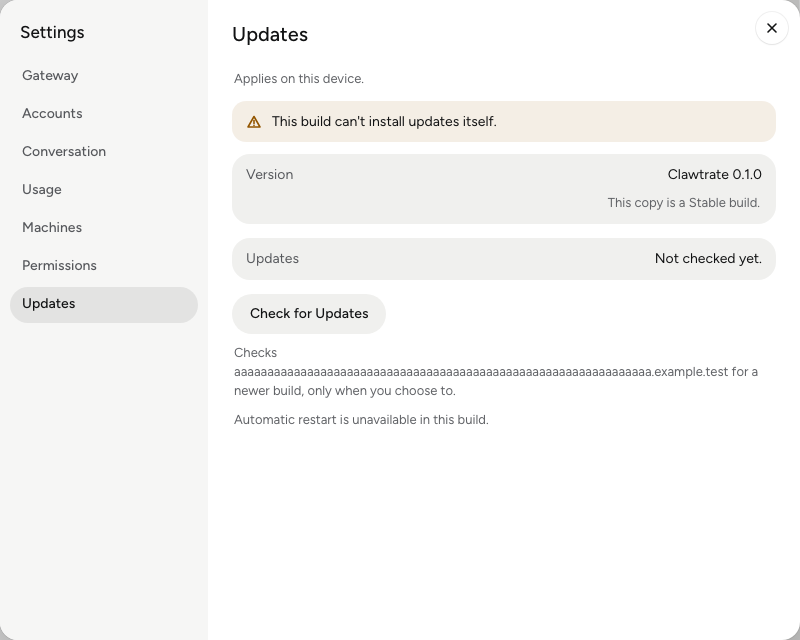 Settings
Gateway
Accounts
Conversation
Usage
Machines
Permissions
Updates
Updates
Applies on this device.
This build can't install updates itself.
Version
Clawtrate 0.1.0
This copy is a Stable build.
Updates
Not checked yet.
Check for Updates
Checks
aaaaaaaaaaaaaaaaaaaaaaaaaaaaaaaaaaaaaaaaaaaaaaaaaaaaaaaaaaaaaaa.example.test for a
newer build, only when you choose to.
Automatic restart is unavailable in this build.